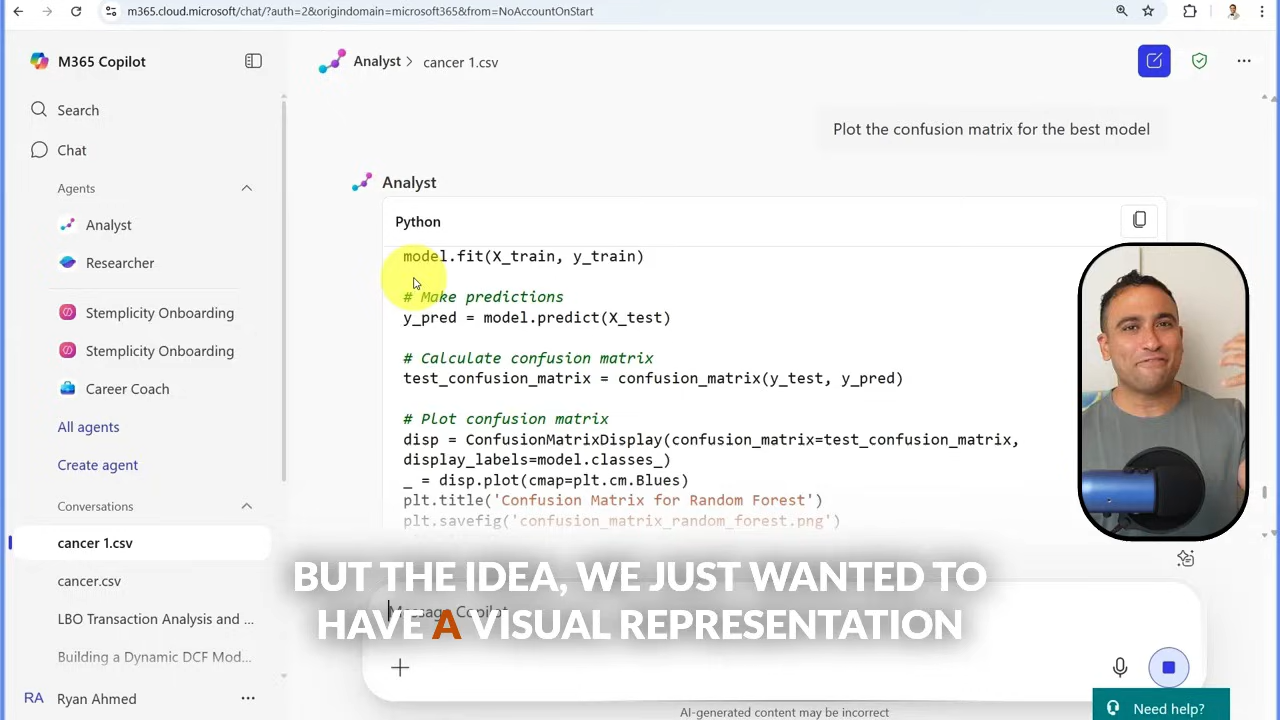 m365.cloud.microsoft/chat/?auth=2&origindomain=microsoft365&from=NoAccountOnStart
M365 Copilot
Search
Chat
Agents
Analyst
Researcher
Stemplicity Onboarding
Stemplicity Onboarding
Career Coach
All agents
Create agent
Conversations
cancer 1.csv
cancer.csv
LBO Transaction Analysis and ...
Building a Dynamic DCF Mod...
RA Ryan Ahmed
Analyst > cancer 1.csv
Plot the confusion matrix for the best model
Analyst
Python
model.fit(X_train, y_train)
# Make predictions
y_pred = model.predict(X_test)
# Calculate confusion matrix
test_confusion_matrix = confusion_matrix(y_test, y_pred)
# Plot confusion matrix
disp = ConfusionMatrixDisplay(confusion_matrix=test_confusion_matrix,
display_labels=model.classes_)
_ = disp.plot(cmap=plt.cm.Blues)
plt.title('Confusion Matrix for Random Forest')
plt.savefig('confusion_matrix_random_forest.png')
BUT THE IDEA, WE JUST WANTED TO
HAVE A VISUAL REPRESENTATION
Message Copilot
Need help?
AI-generated content may be incorrect